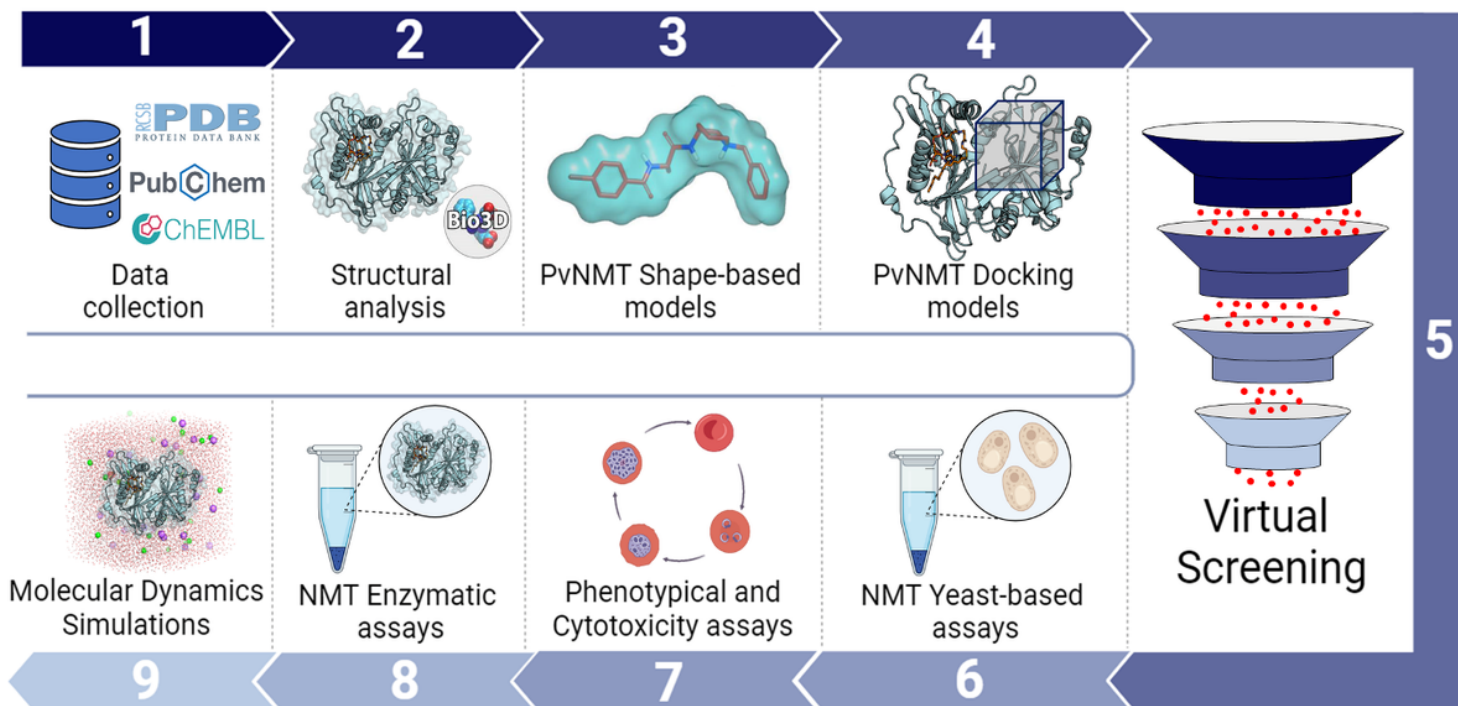 1
2
3
4
5
RCSB
PDB
PROTEIN DATA BANK
PubChem
ChEMBL
Bio3D
Data
collection
Structural
analysis
PvNMT Shape-based
models
PvNMT Docking
models
Virtual
Screening
Molecular Dynamics
Simulations
NMT Enzymatic
assays
Phenotypical and
Cytotoxicity assays
NMT Yeast-based
assays
9
8
7
6